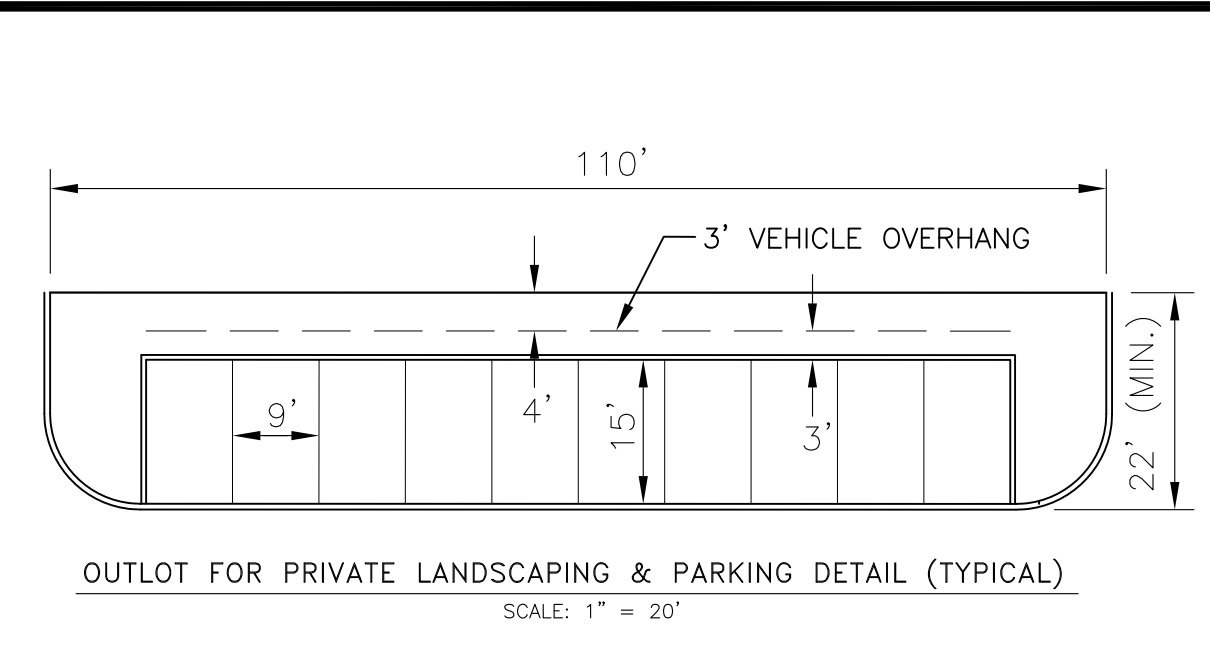 110’
3’ VEHICLE OVERHANG
9’
4’
15’
3’
22’ (MIN.)
OUTLOT FOR PRIVATE LANDSCAPING & PARKING DETAIL (TYPICAL)
SCALE: 1” = 20’